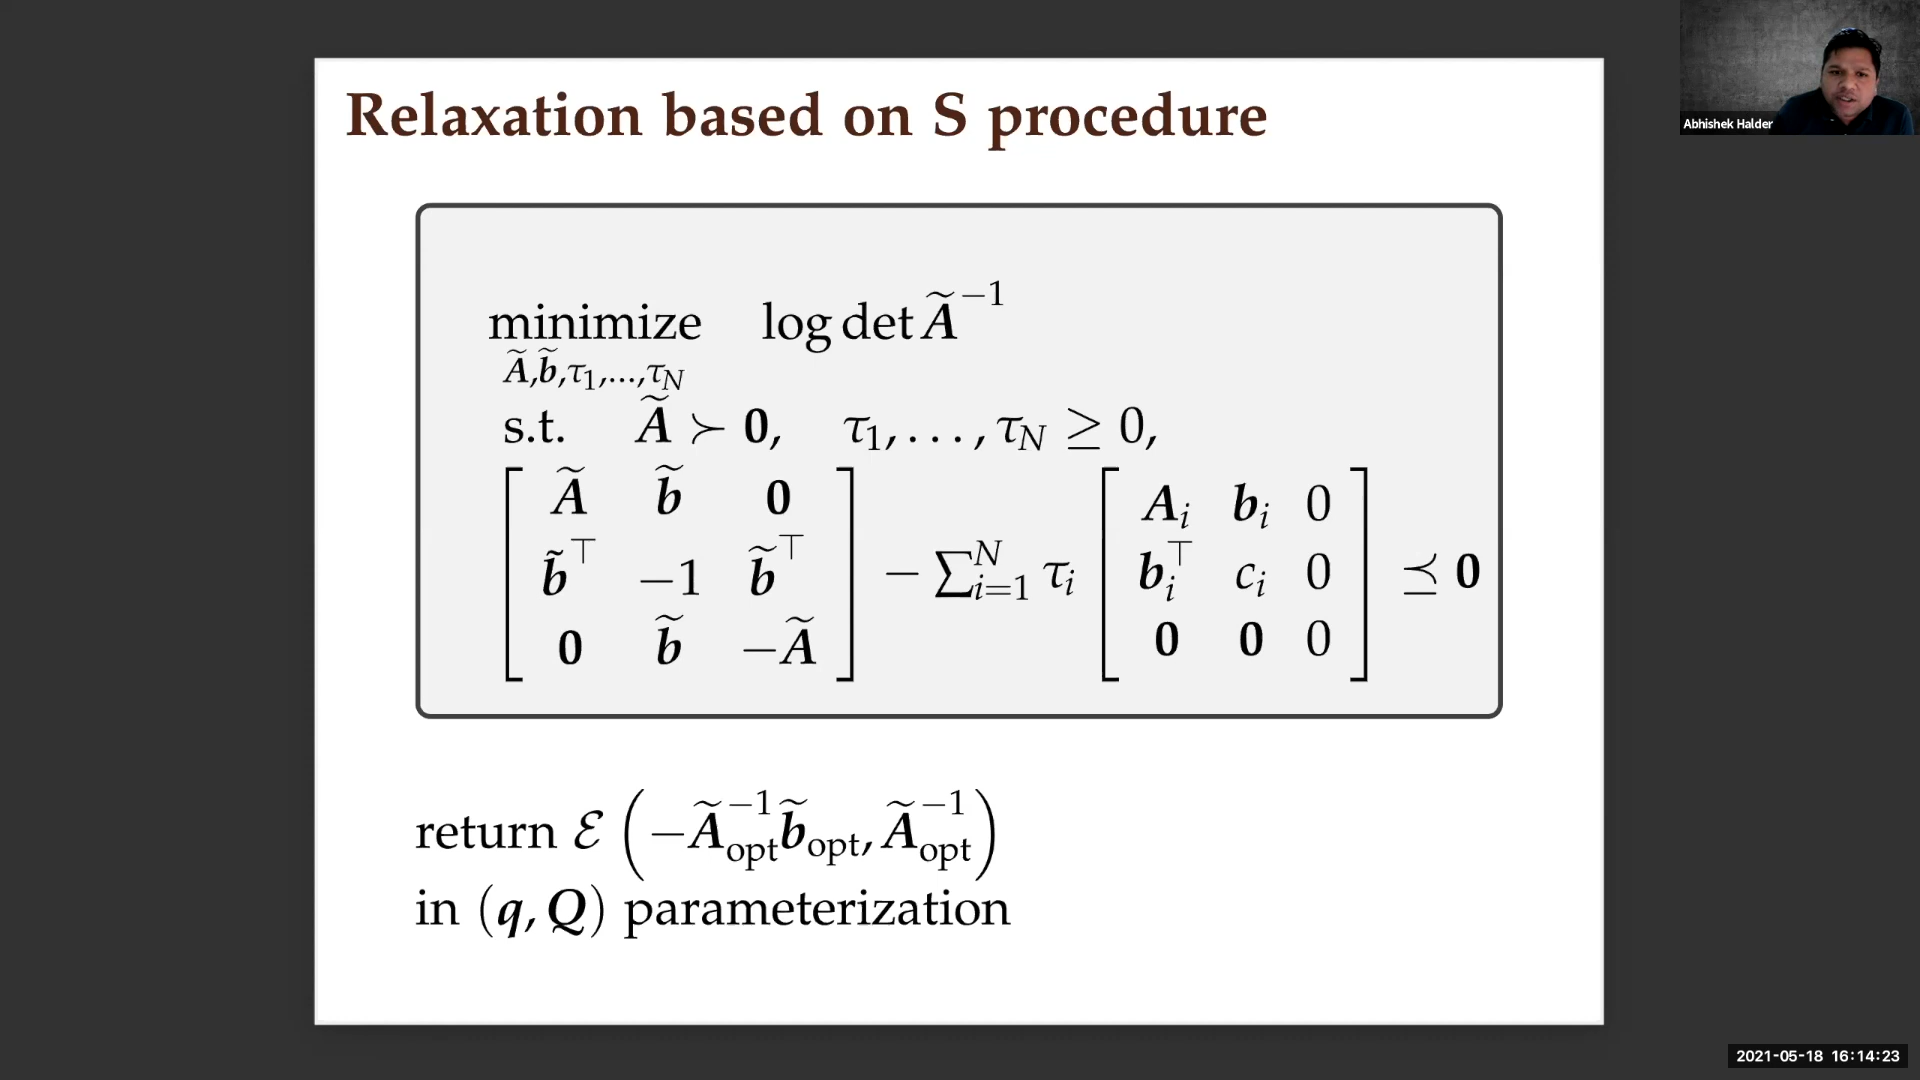 Relaxation based on S procedure
minimize log det Ã⁻¹
Ã,b̃,τ₁,...,τ_N
s.t. Ã ≻ 0, τ₁, . . . , τ_N ≥ 0,
[ Ã b̃ 0 ; b̃^⊤ −1 b̃^⊤ ; 0 b̃ −Ã ] − ∑_{i=1}^N τ_i [ A_i b_i 0 ; b_i^⊤ c_i 0 ; 0 0 0 ] ⪯ 0
return ℰ (−Ã_opt^{−1} b̃_opt, Ã_opt^{−1})
in (q, Q) parameterization
Abhishek Halder
2021-05-18 16:14:23